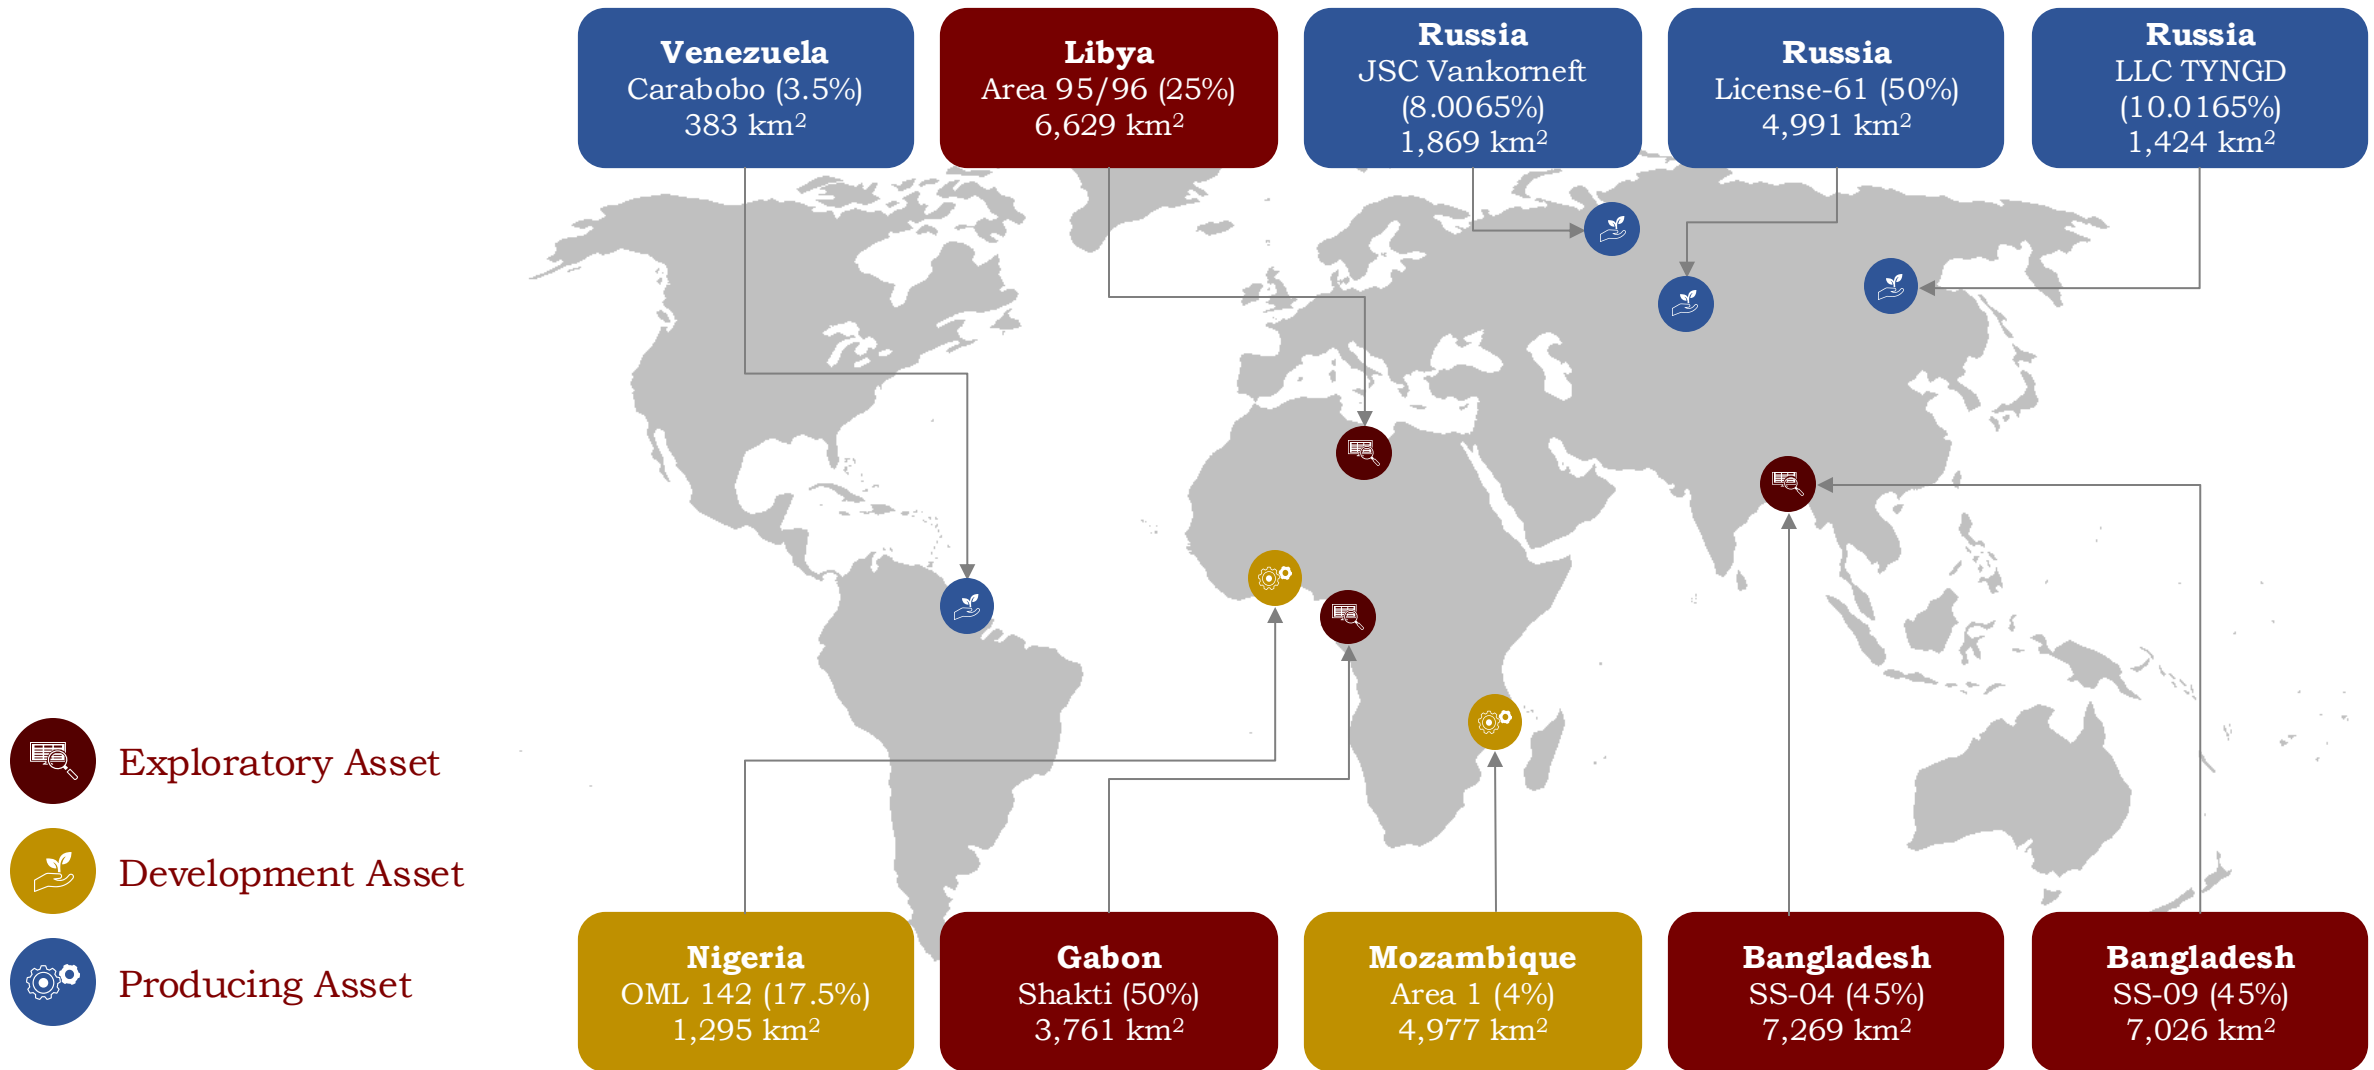 Venezuela
Carabobo (3.5%)
383 km²
Libya
Area 95/96 (25%)
6,629 km²
Russia
JSC Vankorneft
(8.0065%)
1,869 km²
Russia
License-61 (50%)
4,991 km²
Russia
LLC TYNGD
(10.0165%)
1,424 km²
Exploratory Asset
Development Asset
Producing Asset
Nigeria
OML 142 (17.5%)
1,295 km²
Gabon
Shakti (50%)
3,761 km²
Mozambique
Area 1 (4%)
4,977 km²
Bangladesh
SS-04 (45%)
7,269 km²
Bangladesh
SS-09 (45%)
7,026 km²